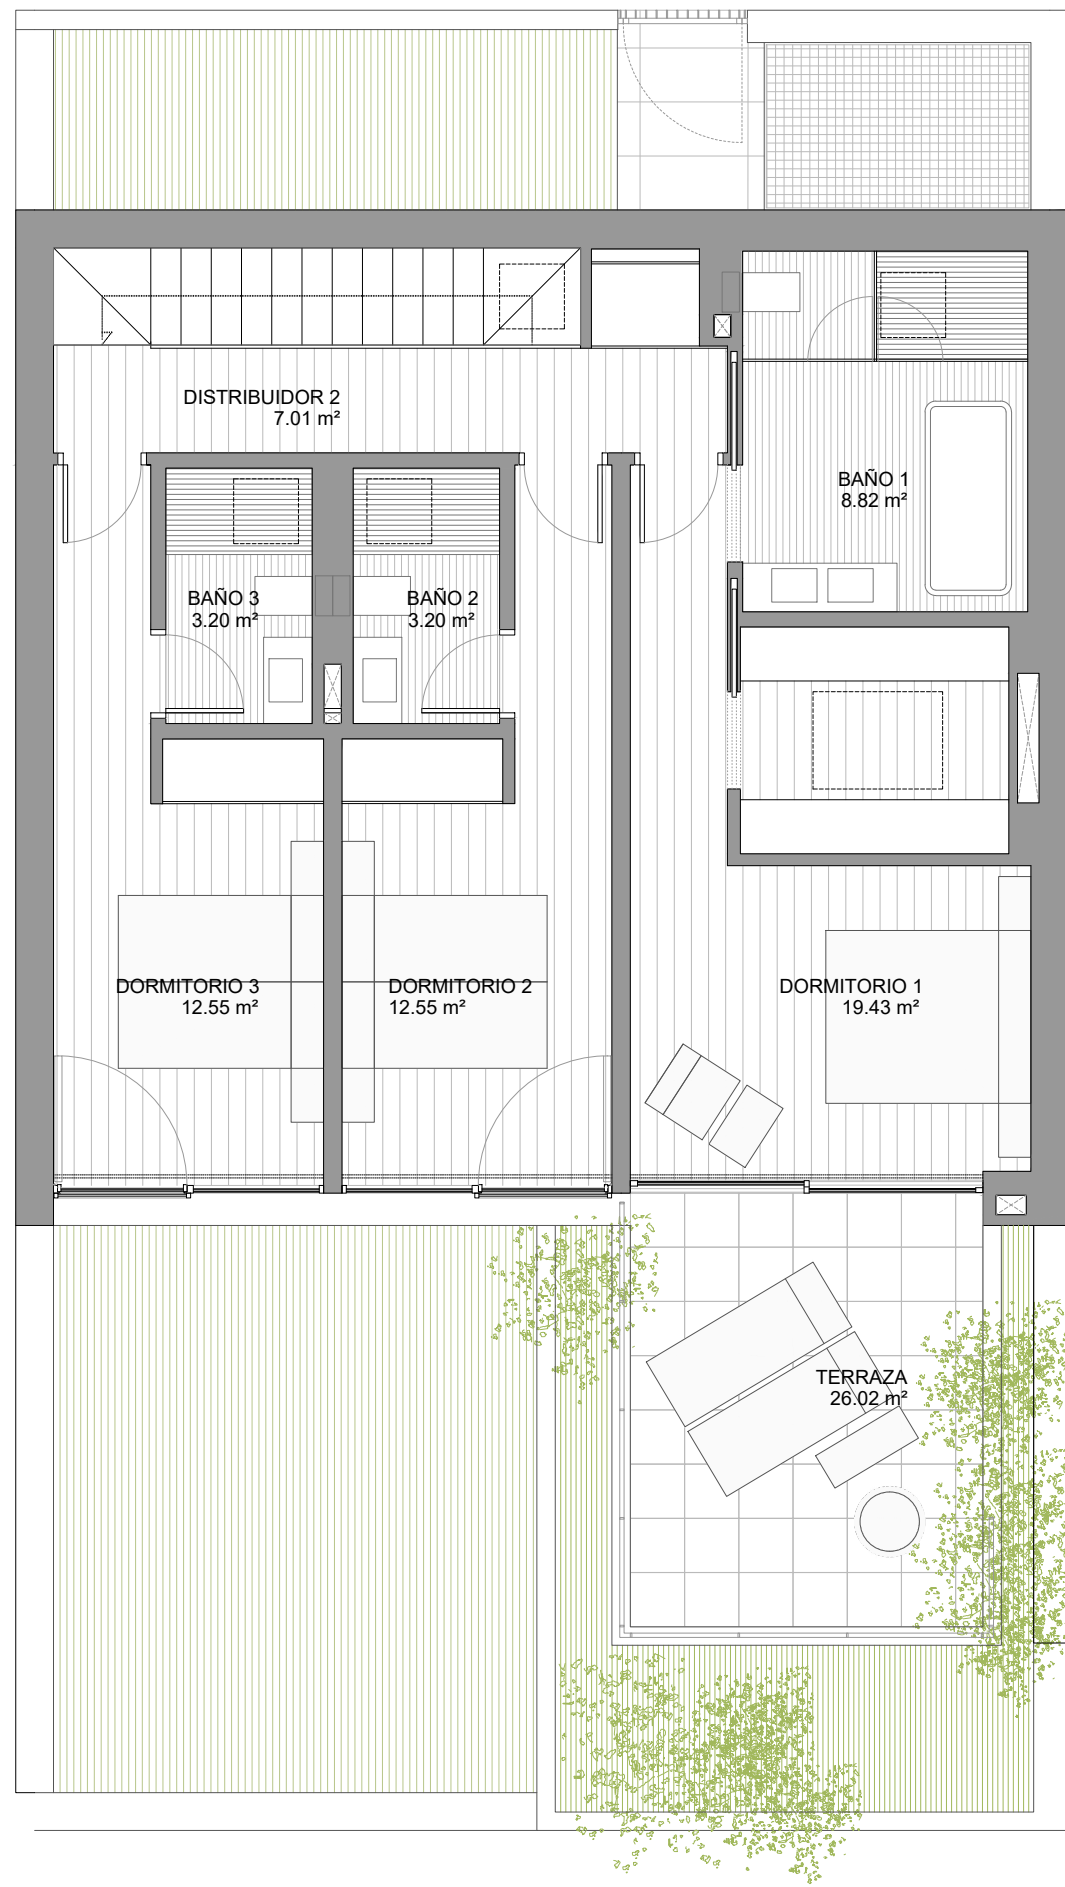 DISTRIBUIDOR 2
7.01 m²
BAÑO 1
8.82 m²
BAÑO 3
3.20 m²
BAÑO 2
3.20 m²
DORMITORIO 3
12.55 m²
DORMITORIO 2
12.55 m²
DORMITORIO 1
19.43 m²
TERRAZA
26.02 m²